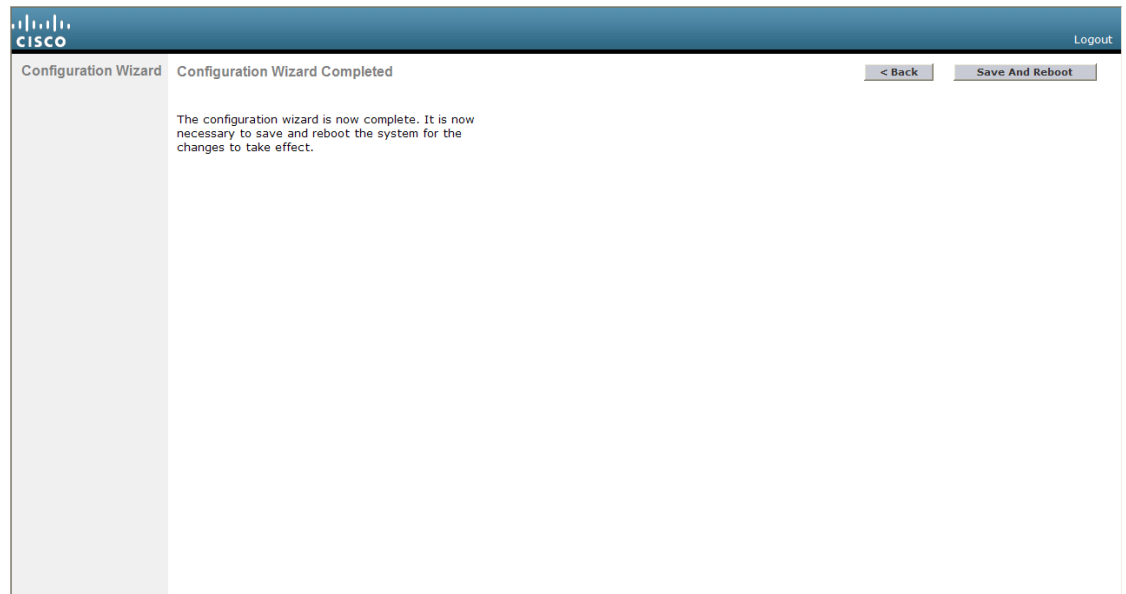 CISCO
Logout
Configuration Wizard
Configuration Wizard Completed
< Back
Save And Reboot
The configuration wizard is now complete. It is now
necessary to save and reboot the system for the
changes to take effect.